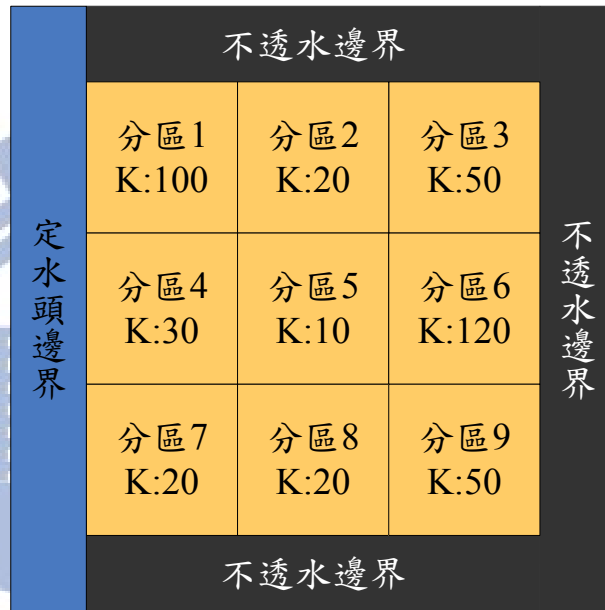 不透水邊界
分區1
K:100
分區2
K:20
分區3
K:50
定水頭邊界
不透水邊界
分區4
K:30
分區5
K:10
分區6
K:120
分區7
K:20
分區8
K:20
分區9
K:50
不透水邊界